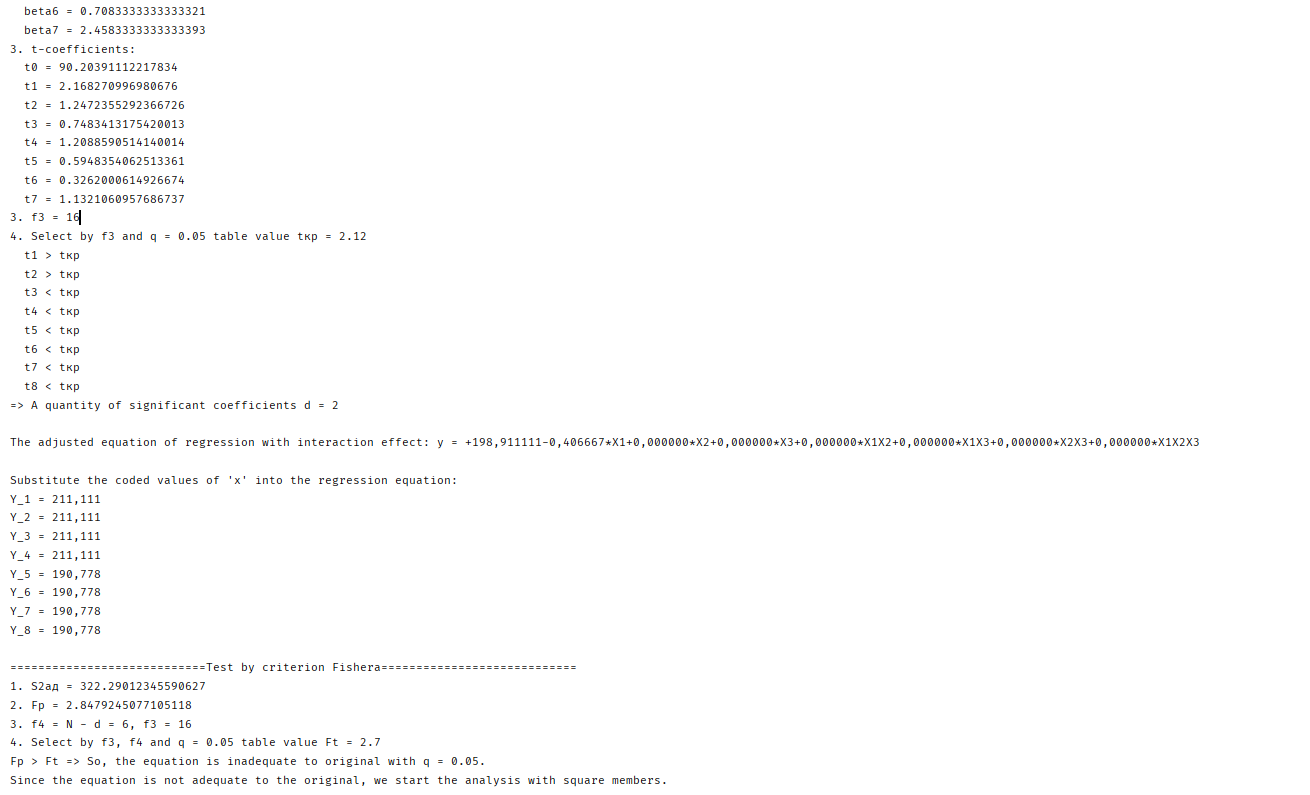 beta6 = 0.7083333333333321
beta7 = 2.4583333333333393
3. t-coefficients:
t0 = 90.20391112217834
t1 = 2.168270996980676
t2 = 1.2472355292366726
t3 = 0.7483413175420013
t4 = 1.2088590514140014
t5 = 0.5948354062513361
t6 = 0.3262000614926674
t7 = 1.1321060957686737
3. f3 = 16
4. Select by f3 and q = 0.05 table value tкр = 2.12
t1 > tкр
t2 > tкр
t3 < tкр
t4 < tкр
t5 < tкр
t6 < tкр
t7 < tкр
t8 < tкр
=> A quantity of significant coefficients d = 2
The adjusted equation of regression with interaction effect: y = +198,911111-0,406667*X1+0,000000*X2+0,000000*X3+0,000000*X1X2+0,000000*X1X3+0,000000*X2X3+0,000000*X1X2X3
Substitute the coded values of 'x' into the regression equation:
Y_1 = 211,111
Y_2 = 211,111
Y_3 = 211,111
Y_4 = 211,111
Y_5 = 190,778
Y_6 = 190,778
Y_7 = 190,778
Y_8 = 190,778
============================Test by criterion Fishera============================
1. S2ад = 322.29012345590627
2. Fp = 2.8479245077105118
3. f4 = N - d = 6, f3 = 16
4. Select by f3, f4 and q = 0.05 table value Ft = 2.7
Fp > Ft => So, the equation is inadequate to original with q = 0.05.
Since the equation is not adequate to the original, we start the analysis with square members.